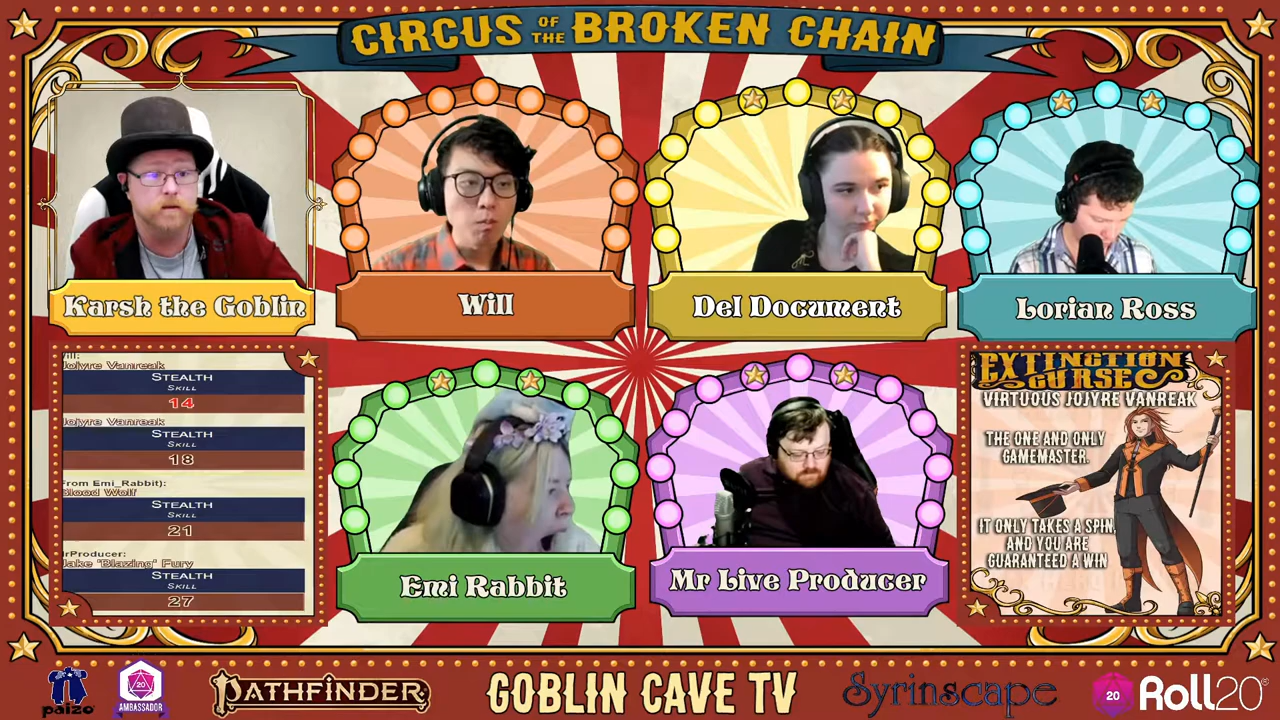 CIRCUS OF THE BROKEN CHAIN
Karsh the Goblin
Will
Del Document
Lorian Ross
Jojyre Vanreak
STEALTH
SKILL
14
Jojyre Vanreak
STEALTH
SKILL
18
From Emi_Rabbit):
Blood Wolf
STEALTH
SKILL
21
rProducer:
"Blazing" Fury
STEALTH
SKILL
27
Emi Rabbit
Mr Live Producer
EXTINCTION
CURSE
VIRTUOUS JOJYRE VANREAK
THE ONE AND ONLY
GAMEMASTER.
IT ONLY TAKES A SPIN,
AND YOU ARE
GUARANTEED A WIN
paizo
20
AMBASSADOR
PATHFINDER
GOBLIN CAVE TV
Syrinscape
20
Roll20®